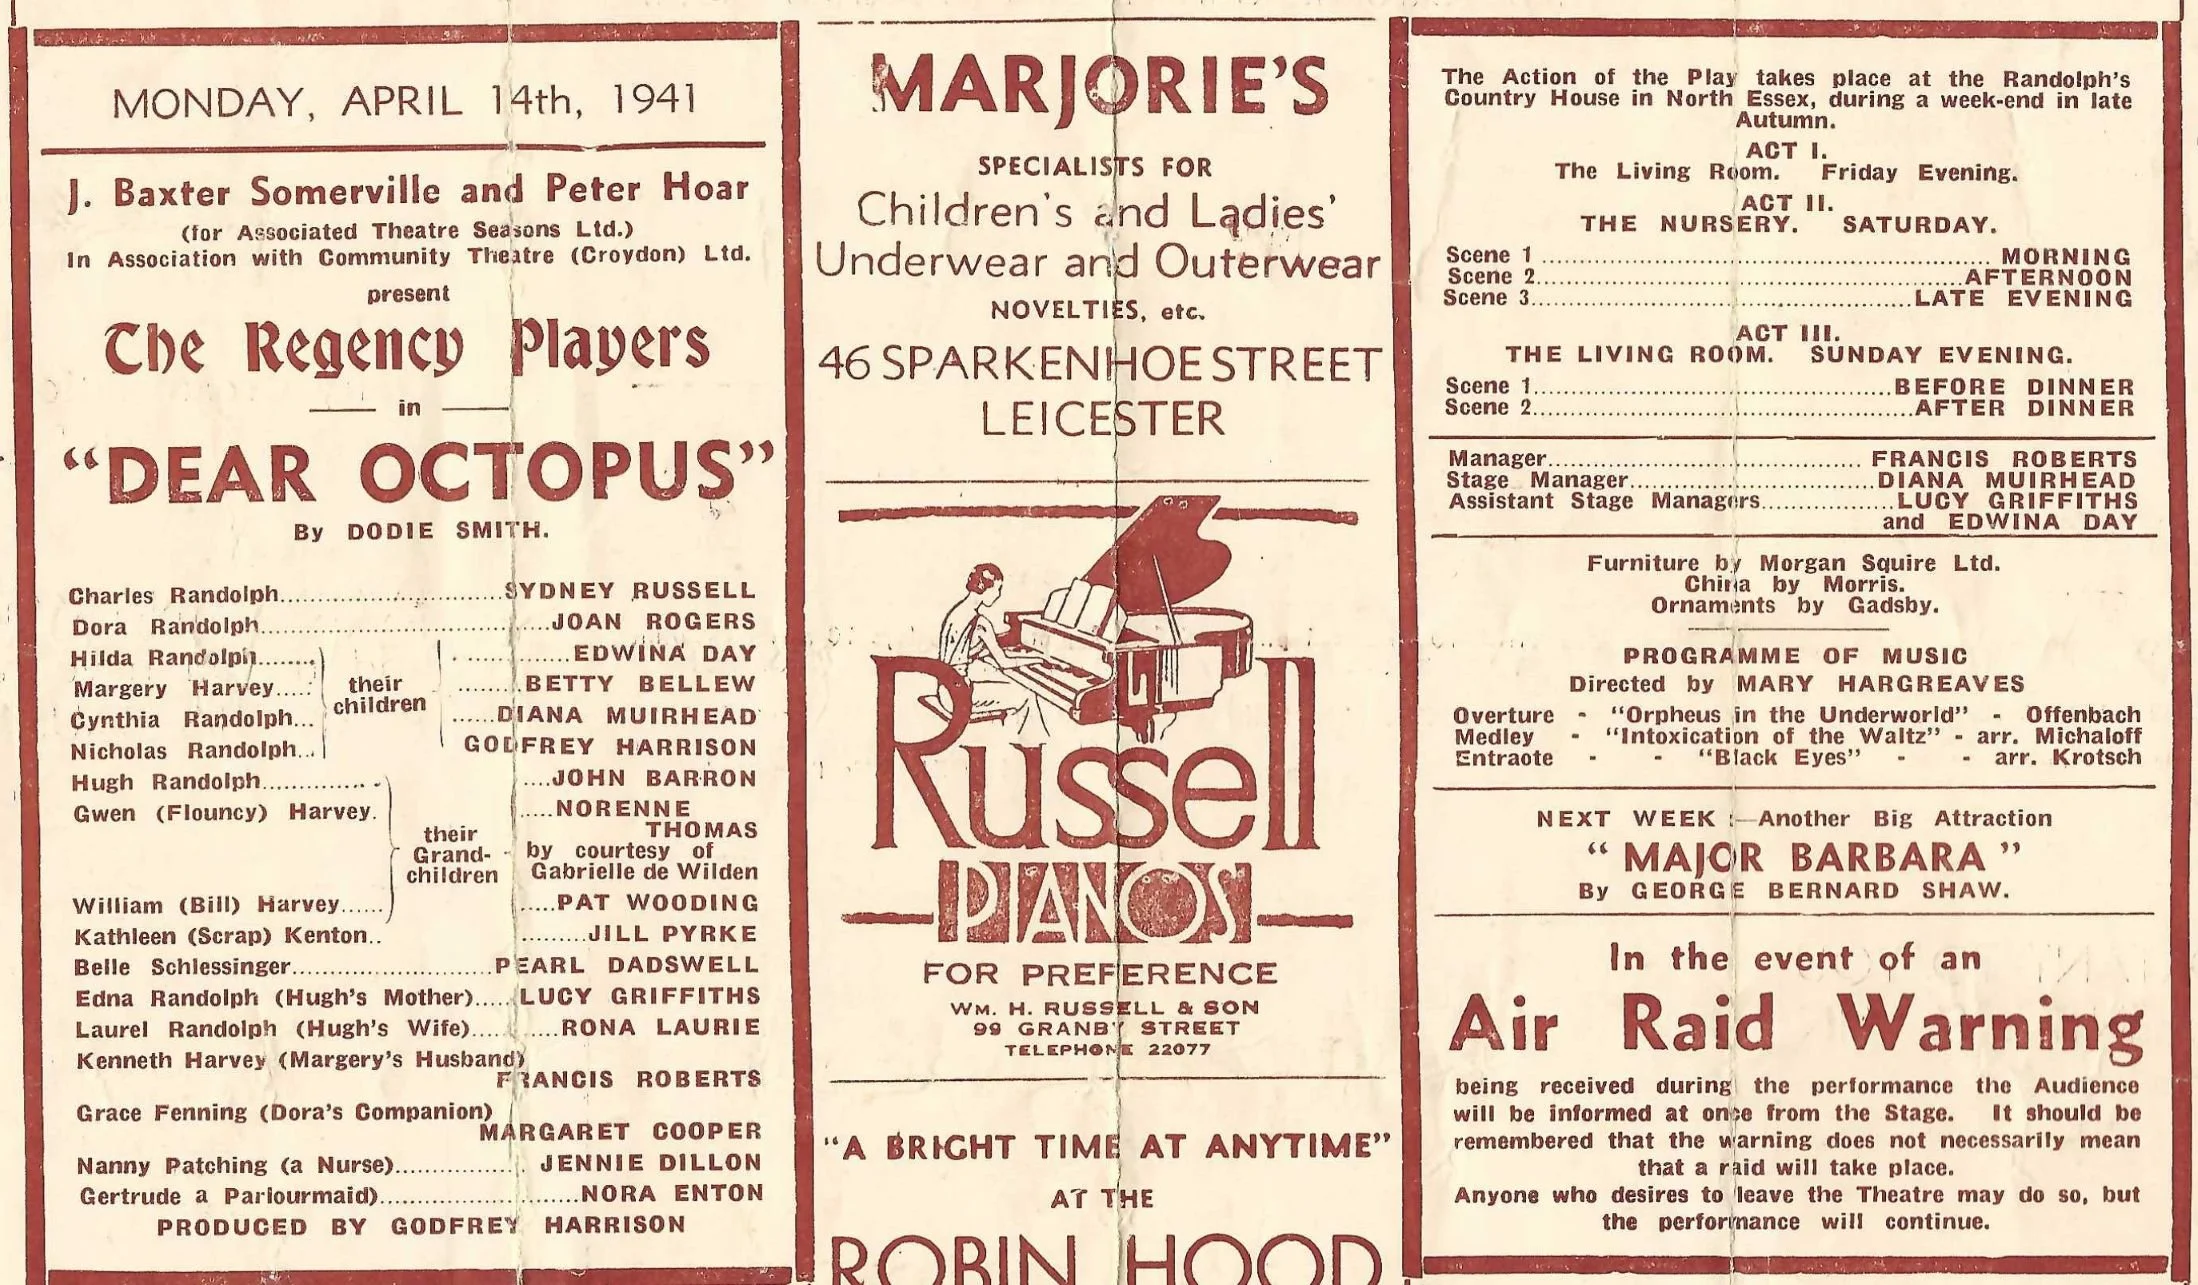 MONDAY, APRIL 14th, 1941
J. Baxter Somerville and Peter Hoar
(for Associated Theatre Seasons Ltd.)
In Association with Community Theatre (Croydon) Ltd.
present
The Regency Players
in
"DEAR OCTOPUS"
By DODIE SMITH.
Charles Randolph..............................SYDNEY RUSSELL
Dora Randolph..............................JOAN ROGERS
Hilda Randolph........ ..............EDWINA DAY
Margery Harvey..... their ........BETTY BELLEW
children
Cynthia Randolph... ......DIANA MUIRHEAD
Nicholas Randolph... GODFREY HARRISON
Hugh Randolph.............. ....JOHN BARRON
Gwen (Flouncy) Harvey. .....NORENNE
their THOMAS
Grand- by courtesy of
children Gabrielle de Wilden
William (Bill) Harvey...... .....PAT WOODING
Kathleen (Scrap) Kenton.. .........JILL PYRKE
Belle Schlessinger........................PEARL DADSWELL
Edna Randolph (Hugh's Mother).....LUCY GRIFFITHS
Laurel Randolph (Hugh's Wife)..........RONA LAURIE
Kenneth Harvey (Margery's Husband)
FRANCIS ROBERTS
Grace Fenning (Dora's Companion)
MARGARET COOPER
Nanny Patching (a Nurse)................JENNIE DILLON
Gertrude a Parlourmaid).........................NORA ENTON
PRODUCED BY GODFREY HARRISON
MARJORIE'S
SPECIALISTS FOR
Children's and Ladies'
Underwear and Outerwear
NOVELTIES, etc.
46 SPARKENHOE STREET
LEICESTER
Russell
PIANOS
FOR PREFERENCE
WM. H. RUSSELL & SON
99 GRANBY STREET
TELEPHONE 22077
"A BRIGHT TIME AT ANYTIME"
AT THE
ROBIN HOOD
The Action of the Play takes place at the Randolph's
Country House in North Essex, during a week-end in late
Autumn.
ACT I.
The Living Room. Friday Evening.
ACT II.
THE NURSERY. SATURDAY.
Scene 1 .................................................. MORNING
Scene 2................................................AFTERNOON
Scene 3...........................................LATE EVENING
ACT III.
THE LIVING ROOM. SUNDAY EVENING.
Scene 1........................................BEFORE DINNER
Scene 2..........................................AFTER DINNER
Manager................................... FRANCIS ROBERTS
Stage Manager...........................DIANA MUIRHEAD
Assistant Stage Managers...............LUCY GRIFFITHS
and EDWINA DAY
Furniture by Morgan Squire Ltd.
China by Morris.
Ornaments by Gadsby.
PROGRAMME OF MUSIC
Directed by MARY HARGREAVES
Overture - "Orpheus in the Underworld" - Offenbach
Medley - "Intoxication of the Waltz" - arr. Michaloff
Entraote - - "Black Eyes" - - arr. Krotsch
NEXT WEEK :—Another Big Attraction
" MAJOR BARBARA "
By GEORGE BERNARD SHAW.
In the event of an
Air Raid Warning
being received during the performance the Audience
will be informed at once from the Stage. It should be
remembered that the warning does not necessarily mean
that a raid will take place.
Anyone who desires to leave the Theatre may do so, but
the performance will continue.